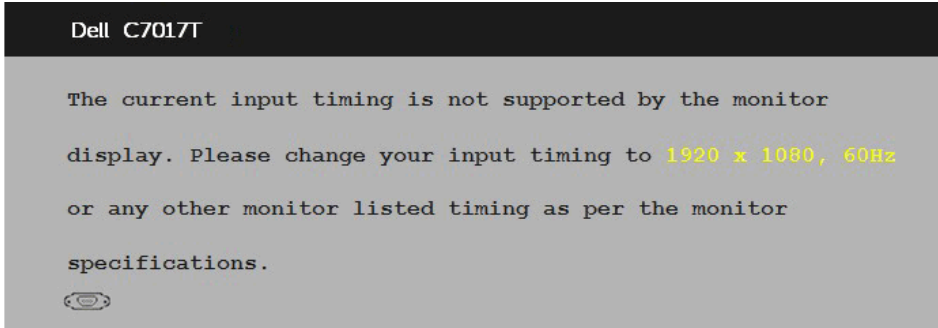 Dell C7017T
The current input timing is not supported by the monitor
display. Please change your input timing to 1920 x 1080, 60Hz
or any other monitor listed timing as per the monitor
specifications.